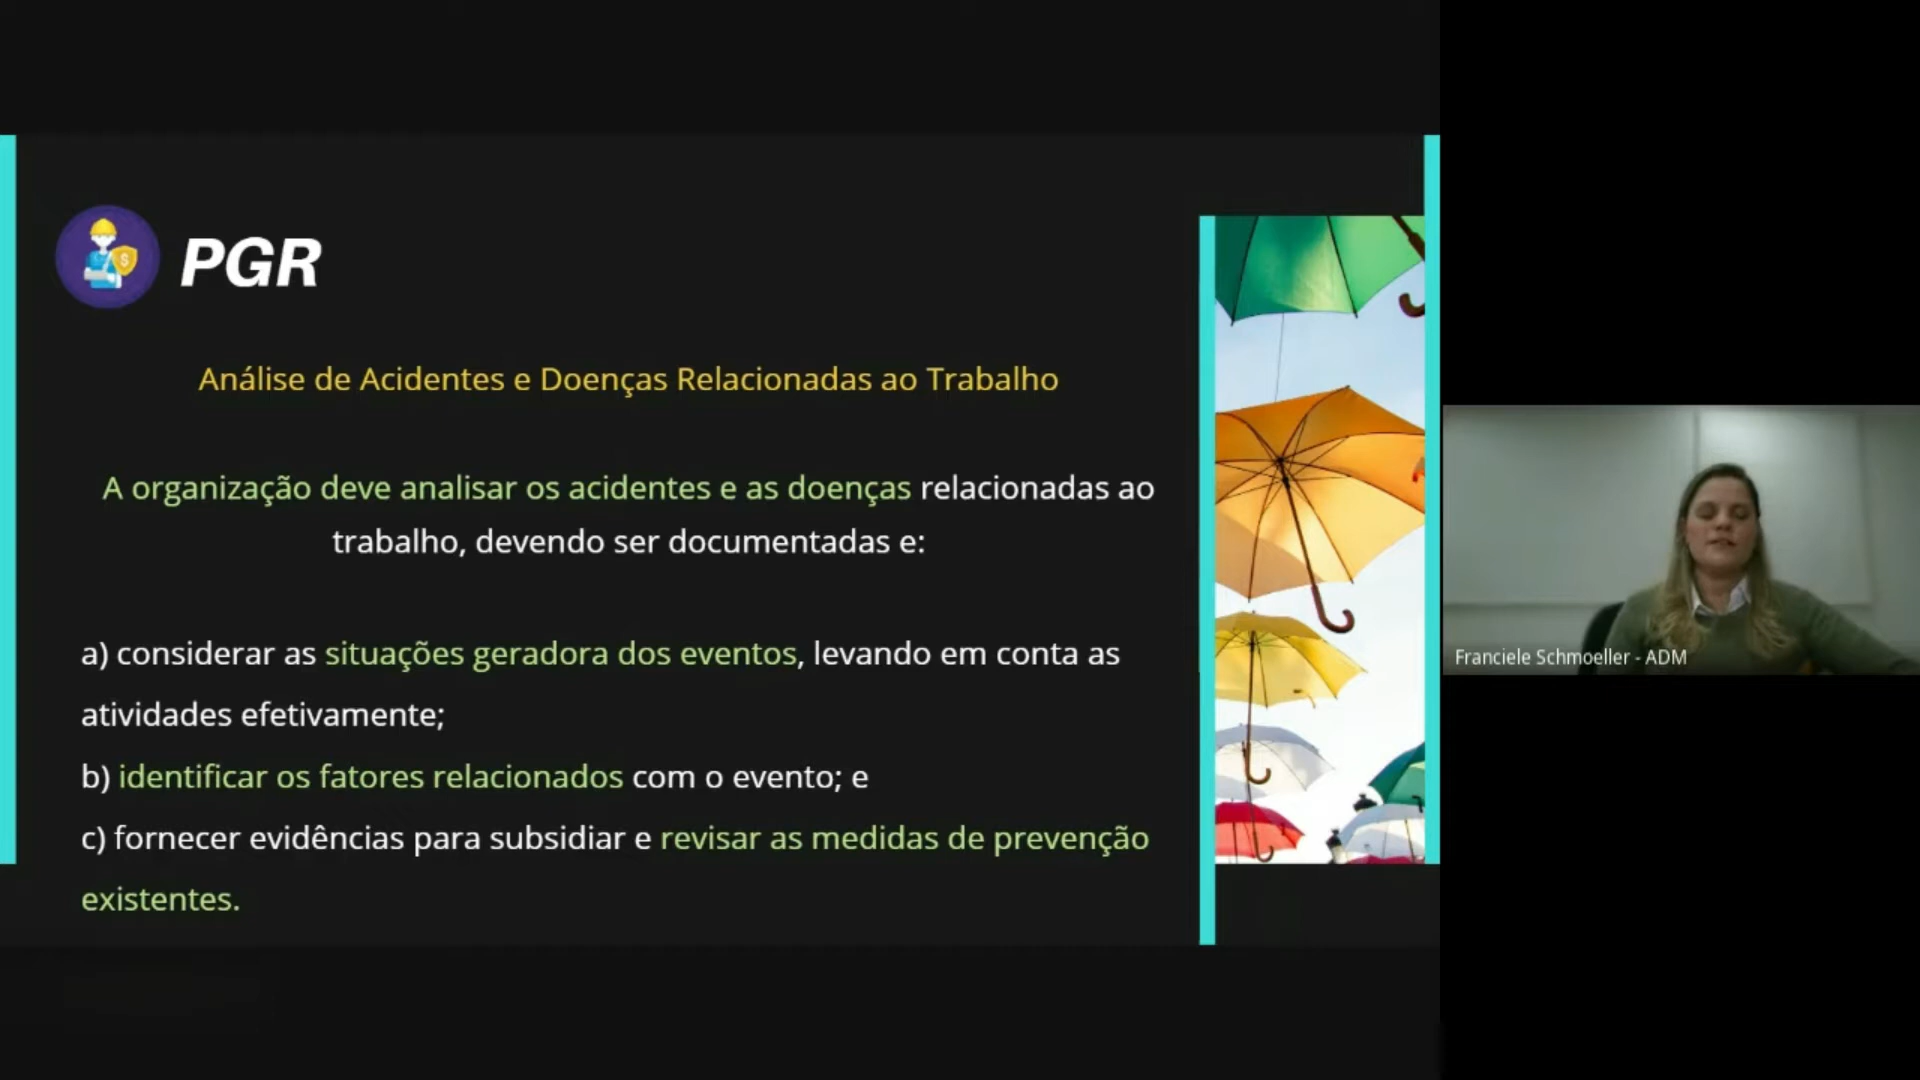 PGR
Análise de Acidentes e Doenças Relacionadas ao Trabalho
A organização deve analisar os acidentes e as doenças relacionadas ao
trabalho, devendo ser documentadas e:
a) considerar as situações geradora dos eventos, levando em conta as
atividades efetivamente;
b) identificar os fatores relacionados com o evento; e
c) fornecer evidências para subsidiar e revisar as medidas de prevenção
existentes.
Franciele Schmoeller - ADM